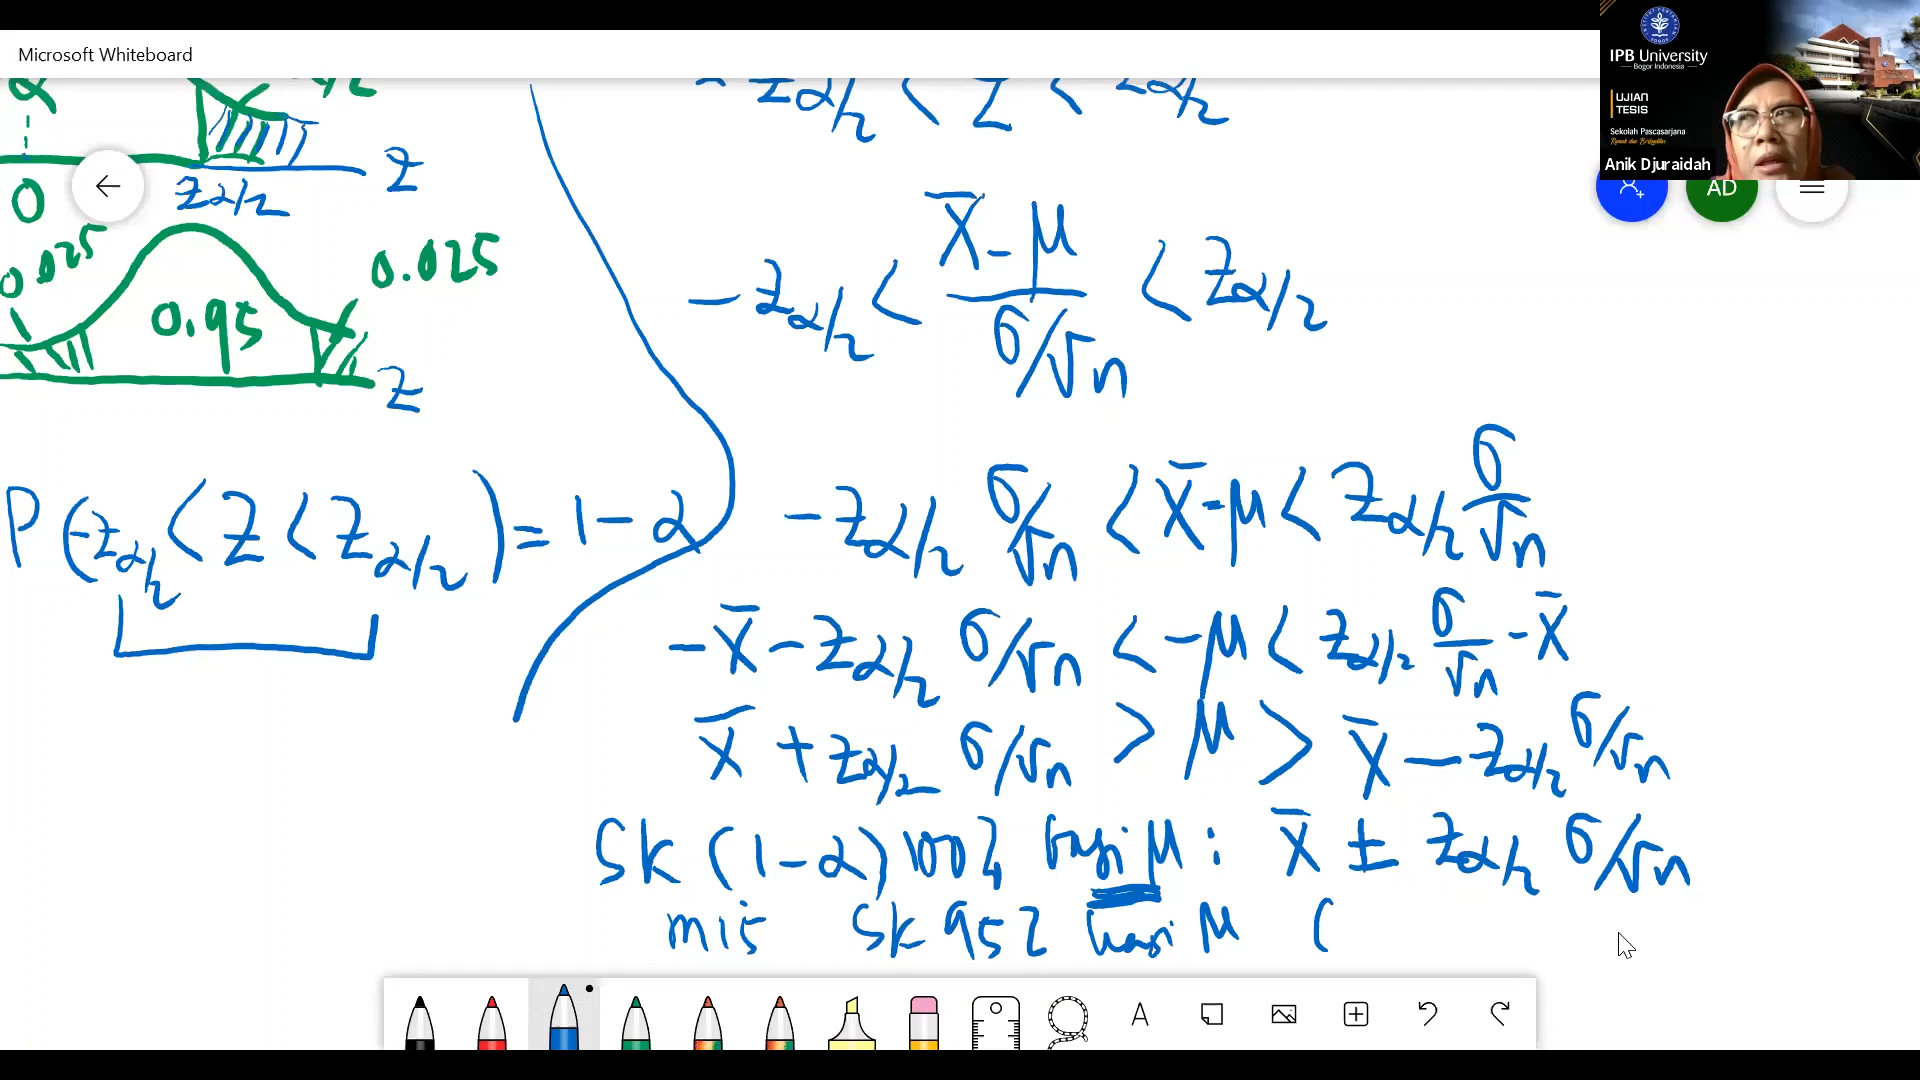 Microsoft Whiteboard
IPB University
Bogor Indonesia
UJIAN
TESIS
Sekolah Pascasarjana
Anik Djuraidah
AD
α
0
zα/2
z
0.025
0.95
0.025
z
P(-zα/2 < Z < Zα/2) = 1-α
-zα/2 < Z < zα/2
-zα/2 < (X̄-μ)/(σ/√n) < zα/2
-zα/2 σ/√n < X̄-μ < zα/2 σ/√n
-X̄ - zα/2 σ/√n < -μ < zα/2 σ/√n - X̄
X̄ + zα/2 σ/√n > μ > X̄ - zα/2 σ/√n
SK (1-α)100% bagi μ : X̄ ± zα/2 σ/√n
mis SK 95% bagi μ (
A